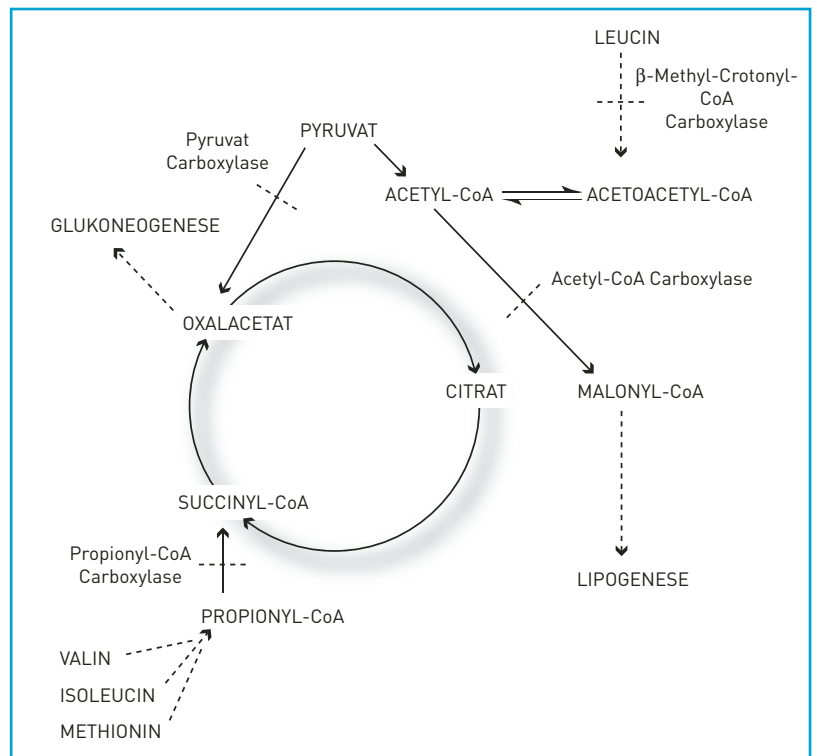 LEUCIN
β-Methyl-Crotonyl-
CoA
Carboxylase
PYRUVAT
Pyruvat
Carboxylase
ACETYL-CoA
ACETOACETYL-CoA
GLUKONEOGENESE
Acetyl-CoA Carboxylase
OXALACETAT
CITRAT
MALONYL-CoA
SUCCINYL-CoA
Propionyl-CoA
Carboxylase
LIPOGENESE
PROPIONYL-CoA
VALIN
ISOLEUCIN
METHIONIN